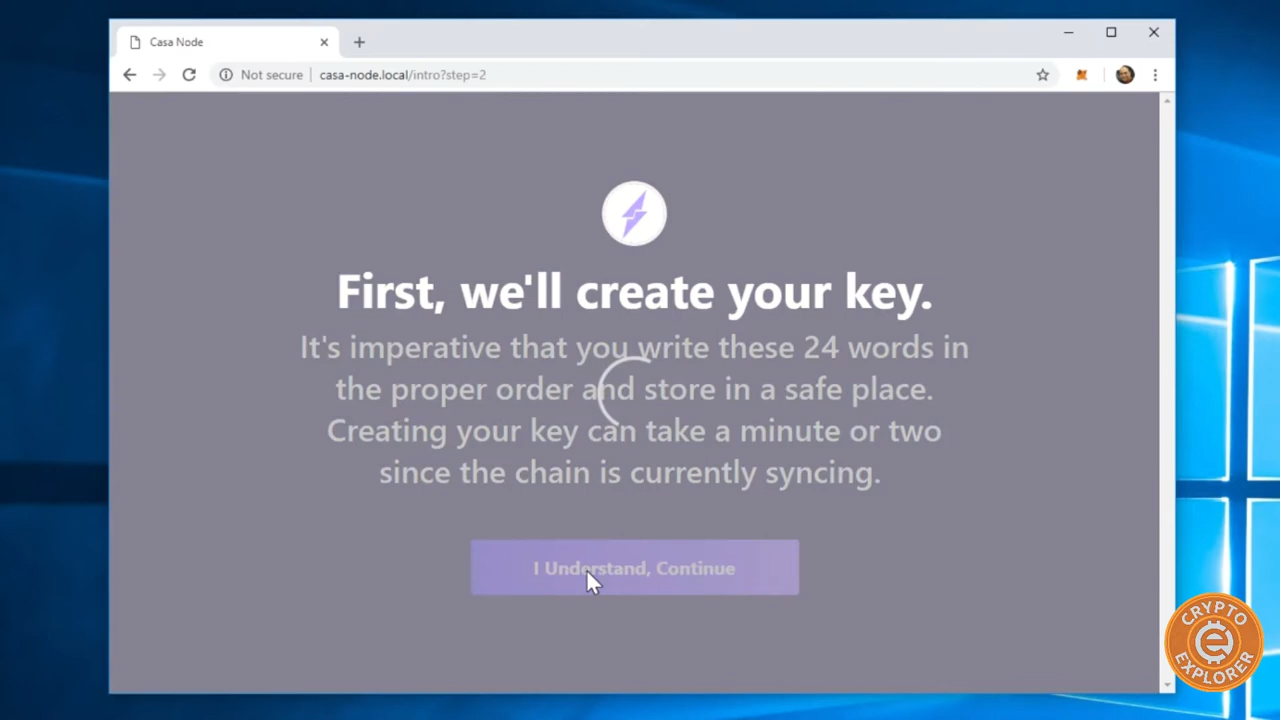 Casa Node
Not secure
casa-node.local/intro?step=2
First, we'll create your key.
It's imperative that you write these 24 words in
the proper order and store in a safe place.
Creating your key can take a minute or two
since the chain is currently syncing.
I Understand, Continue
CRYPTO
EXPLORER